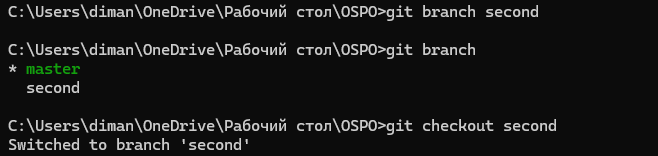 C:\Users\diman\OneDrive\Рабочий стол\OSPO>git branch second
C:\Users\diman\OneDrive\Рабочий стол\OSPO>git branch
* master
  second
C:\Users\diman\OneDrive\Рабочий стол\OSPO>git checkout second
Switched to branch 'second'